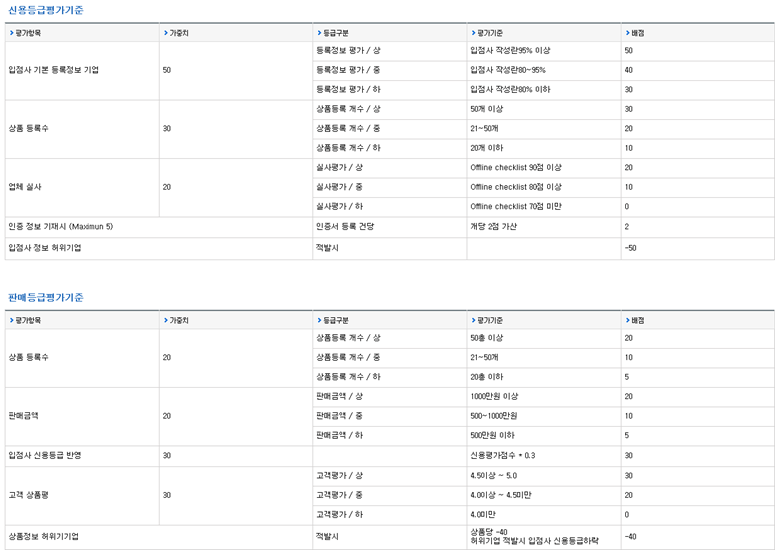 신용등급평가기준
평가항목 가중치 등급구분 평가기준 배점
등록정보 평가 / 상 입점사 작성란95% 이상 50
입점사 기본 등록정보 기업 50 등록정보 평가 / 중 입점사 작성란80~95% 40
등록정보 평가 / 하 입점사 작성란80% 이하 30
상품등록 개수 / 상 50개 이상 30
상품 등록수 30 상품등록 개수 / 중 21~50개 20
상품등록 개수 / 하 20개 이하 10
실사평가 / 상 Offline checklist 90점 이상 20
업체 실사 20 실사평가 / 중 Offline checklist 80점 이상 10
실사평가 / 하 Offline checklist 70점 미만 0
인증 정보 기재시 (Maximun 5) 인증서 등록 건당 개당 2점 가산 2
입점사 정보 허위기업 적발시 -50
판매등급평가기준
평가항목 가중치 등급구분 평가기준 배점
상품등록 개수 / 상 50총 이상 20
상품 등록수 20 상품등록 개수 / 중 21~50개 10
상품등록 개수 / 하 20총 이하 5
판매금액 / 상 1000만원 이상 20
판매금액 20 판매금액 / 중 500~1000만원 10
판매금액 / 하 500만원 이하 5
입점사 신용등급 반영 30 신용평가점수 * 0.3 30
고객평가 / 상 4.5이상 ~ 5.0 30
고객 상품평 30 고객평가 / 중 4.0이상 ~ 4.5미만 20
고객평가 / 하 4.0미만 0
상품정보 허위기기업 적발시 상품당 -40 -40
허위기업 적발시 입점사 신용등급하락